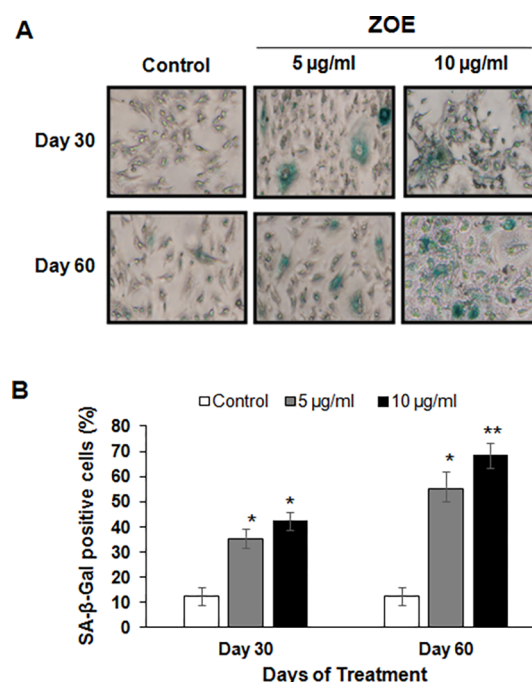 A
ZOE
Control 5 µg/ml 10 µg/ml
Day 30
Day 60
B
Control 5 µg/ml 10 µg/ml
SA-β-Gal positive cells (%)
80
70
60
50
40
30
20
10
0
* * * **
Day 30 Day 60
Days of Treatment